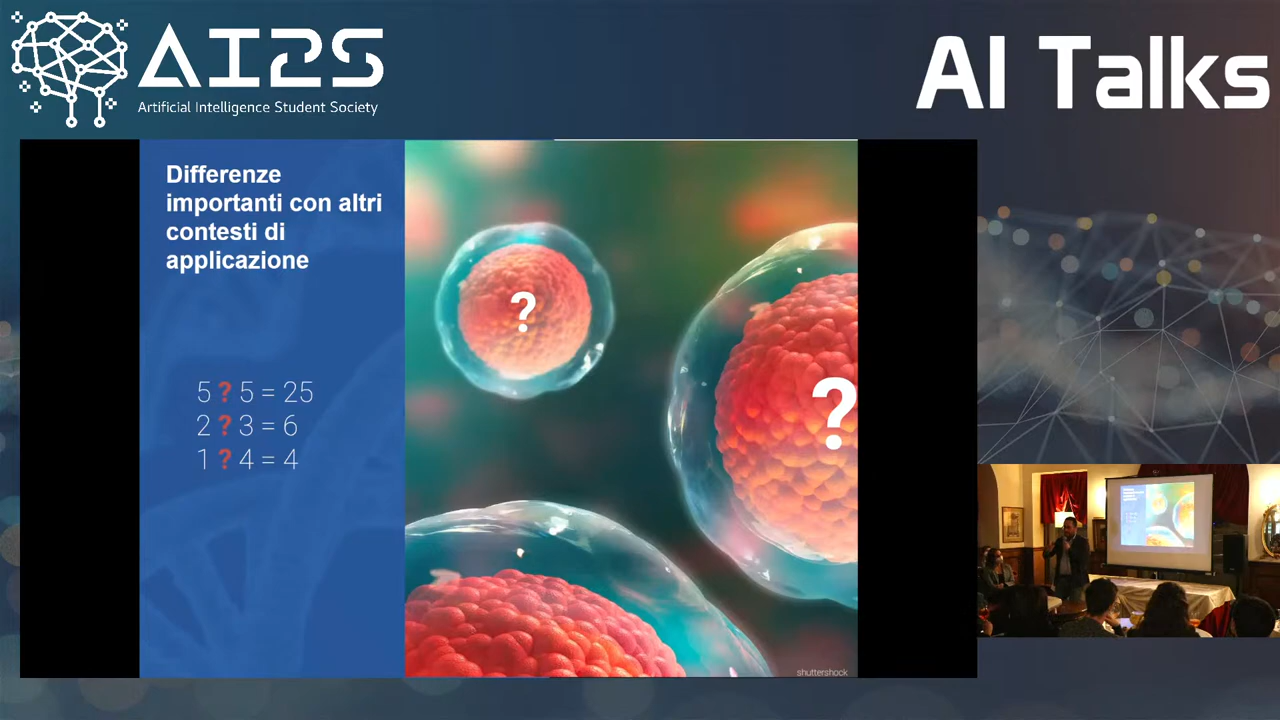 AI2S
Artificial Intelligence Student Society
AI Talks
Differenze
importanti con altri
contesti di
applicazione
5 ? 5 = 25
2 ? 3 = 6
1 ? 4 = 4
?
?
shutterstock